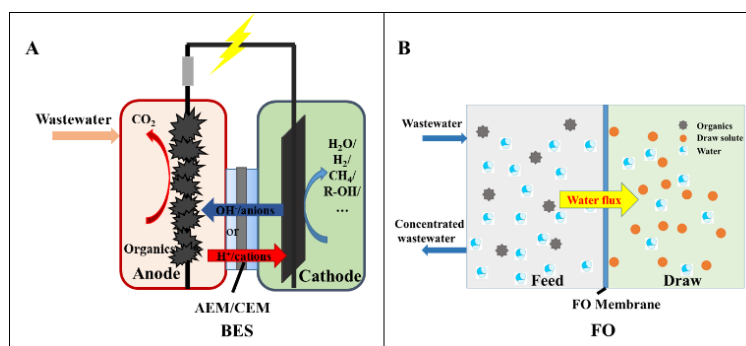 A
Wastewater
CO2
Organics
Anode
OH-/anions
or
H+/cations
H2O/
H2/
CH4/
R-OH/
...
Cathode
AEM/CEM
BES
B
Wastewater
Concentrated
wastewater
Organics
Draw solute
Water
Water flux
Feed
Draw
FO Membrane
FO